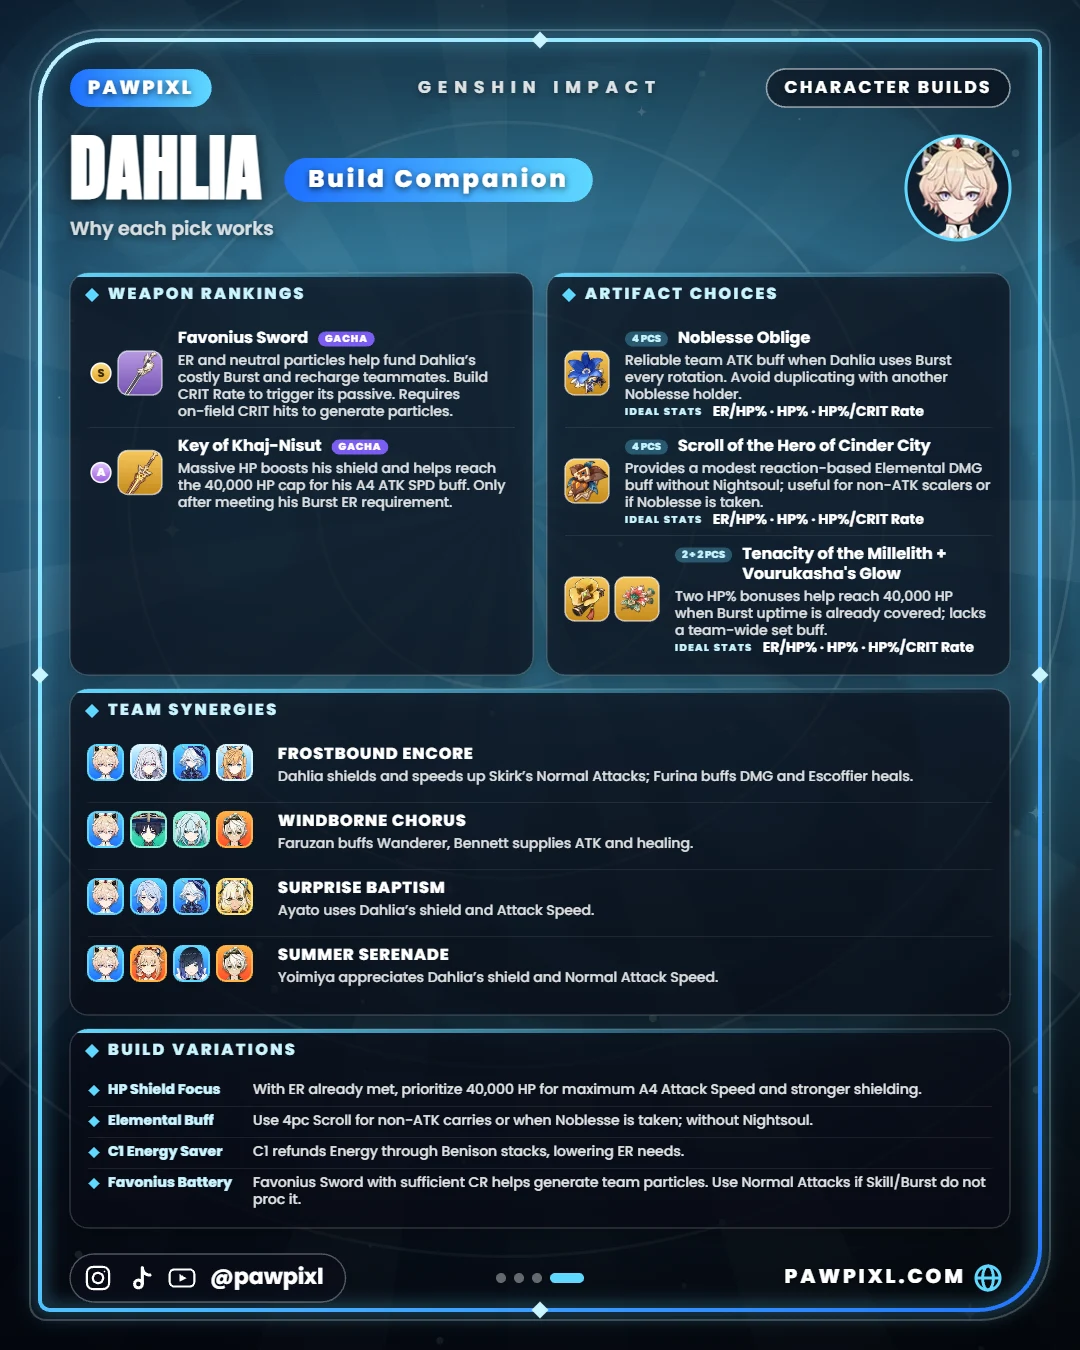 PAWPIXL
GENSHIN IMPACT
CHARACTER BUILDS
DAHLIA
Build Companion
Why each pick works
WEAPON RANKINGS
S
Favonius Sword GACHA
ER and neutral particles help fund Dahlia’s
costly Burst and recharge teammates. Build
CRIT Rate to trigger its passive. Requires
on-field CRIT hits to generate particles.
A
Key of Khaj-Nisut GACHA
Massive HP boosts his shield and helps reach
the 40,000 HP cap for his A4 ATK SPD buff. Only
after meeting his Burst ER requirement.
ARTIFACT CHOICES
4PCS Noblesse Oblige
Reliable team ATK buff when Dahlia uses Burst
every rotation. Avoid duplicating with another
Noblesse holder.
IDEAL STATS ER/HP% · HP% · HP%/CRIT Rate
4PCS Scroll of the Hero of Cinder City
Provides a modest reaction-based Elemental DMG
buff without Nightsoul; useful for non-ATK scalers or
if Noblesse is taken.
IDEAL STATS ER/HP% · HP% · HP%/CRIT Rate
2+2PCS Tenacity of the Millelith +
Vourukasha's Glow
Two HP% bonuses help reach 40,000 HP
when Burst uptime is already covered; lacks
a team-wide set buff.
IDEAL STATS ER/HP% · HP% · HP%/CRIT Rate
TEAM SYNERGIES
FROSTBOUND ENCORE
Dahlia shields and speeds up Skirk’s Normal Attacks; Furina buffs DMG and Escoffier heals.
WINDBORNE CHORUS
Faruzan buffs Wanderer, Bennett supplies ATK and healing.
SURPRISE BAPTISM
Ayato uses Dahlia’s shield and Attack Speed.
SUMMER SERENADE
Yoimiya appreciates Dahlia’s shield and Normal Attack Speed.
BUILD VARIATIONS
HP Shield Focus With ER already met, prioritize 40,000 HP for maximum A4 Attack Speed and stronger shielding.
Elemental Buff Use 4pc Scroll for non-ATK carries or when Noblesse is taken; without Nightsoul.
C1 Energy Saver C1 refunds Energy through Benison stacks, lowering ER needs.
Favonius Battery Favonius Sword with sufficient CR helps generate team particles. Use Normal Attacks if Skill/Burst do not
proc it.
@pawpixl
PAWPIXL.COM